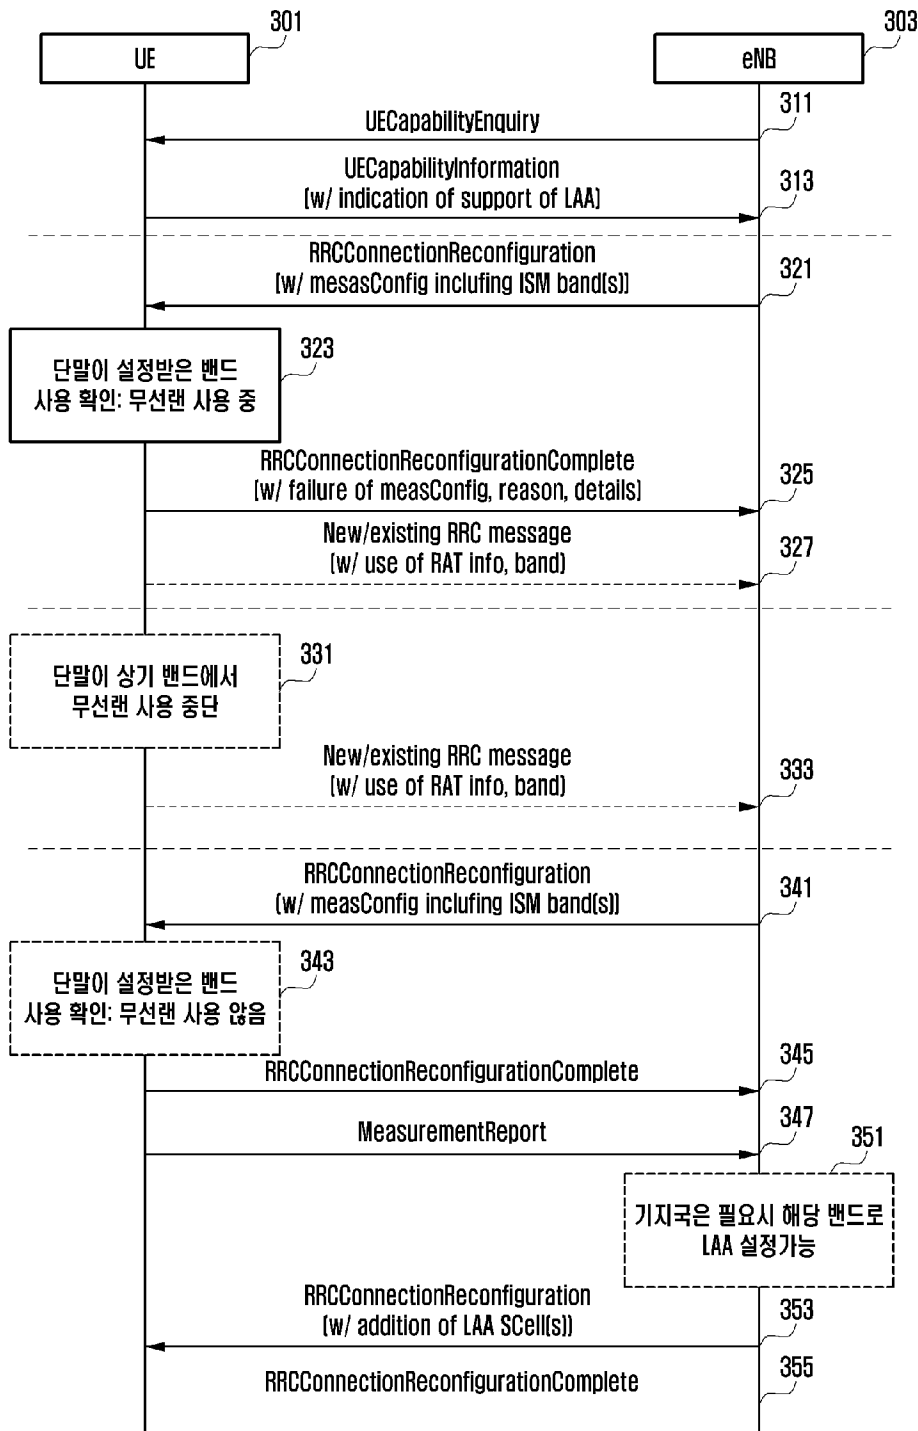 301
303
UE
eNB
311
UECapabilityEnquiry
UECapabilityInformation
(w/ indication of support of LAA)
313
RRCConnectionReconfiguration
(w/ mesasConfig includfing ISM band(s))
321
323
단말이 설정받은 밴드
사용 확인: 무선랜 사용 중
RRCConnectionReconfigurationComplete
(w/ failure of measConfig, reason, details)
325
New/existing RRC message
(w/ use of RAT info, band)
327
331
단말이 상기 밴드에서
무선랜 사용 중단
New/existing RRC message
(w/ use of RAT info, band)
333
RRCConnectionReconfiguration
(w/ measConfig inclufing ISM band(s))
341
343
단말이 설정받은 밴드
사용 확인: 무선랜 사용 않음
RRCConnectionReconfigurationComplete
345
MeasurementReport
347
351
기지국은 필요시 해당 밴드로
LAA 설정가능
RRCConnectionReconfiguration
(w/ addition of LAA SCell(s))
353
RRCConnectionReconfigurationComplete
355